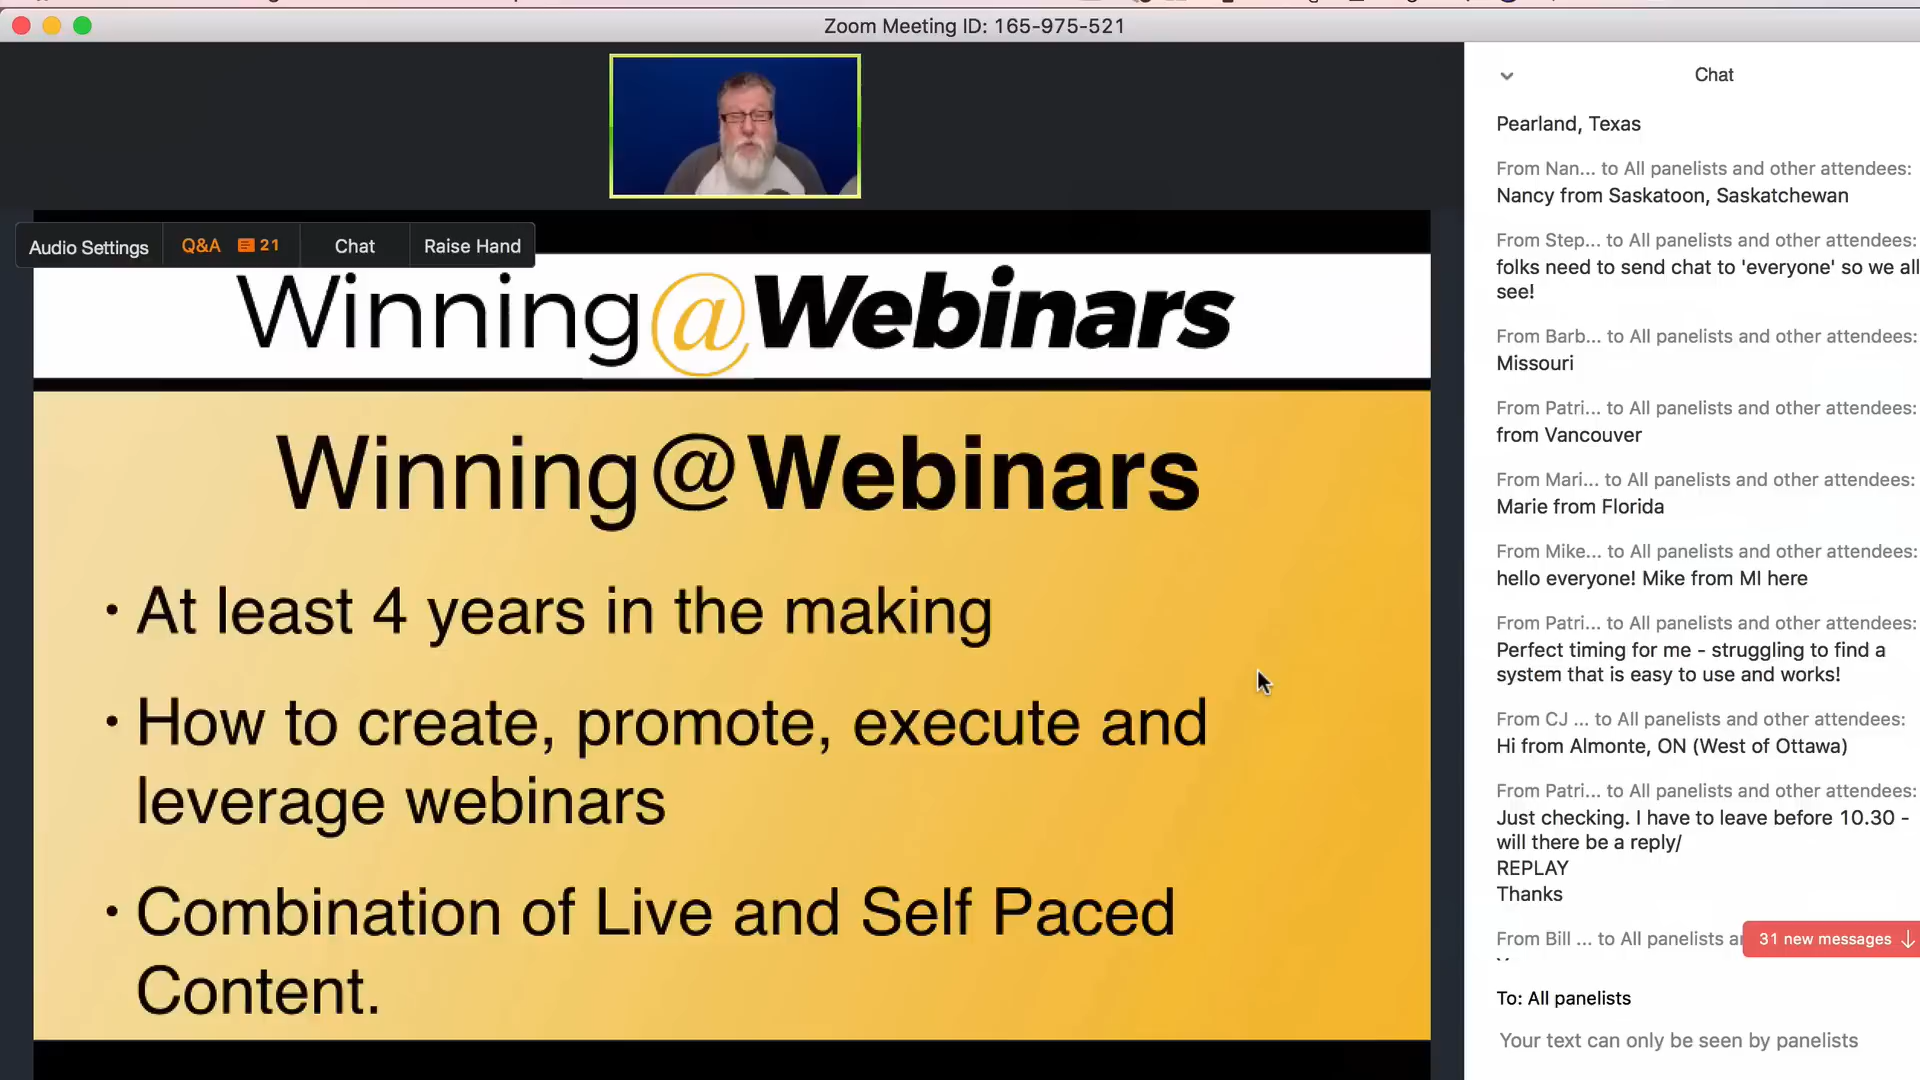 Zoom Meeting ID: 165-975-521
Audio Settings
Q&A 21
Chat
Raise Hand
Winning@Webinars
Winning@Webinars
• At least 4 years in the making
• How to create, promote, execute and
leverage webinars
• Combination of Live and Self Paced
Content.
Chat
Pearland, Texas
From Nan... to All panelists and other attendees:
Nancy from Saskatoon, Saskatchewan
From Step... to All panelists and other attendees:
folks need to send chat to 'everyone' so we all
see!
From Barb... to All panelists and other attendees:
Missouri
From Patri... to All panelists and other attendees:
from Vancouver
From Mari... to All panelists and other attendees:
Marie from Florida
From Mike... to All panelists and other attendees:
hello everyone! Mike from MI here
From Patri... to All panelists and other attendees:
Perfect timing for me - struggling to find a
system that is easy to use and works!
From CJ ... to All panelists and other attendees:
Hi from Almonte, ON (West of Ottawa)
From Patri... to All panelists and other attendees:
Just checking. I have to leave before 10.30 -
will there be a reply/
REPLAY
Thanks
From Bill ... to All panelists
31 new messages
To: All panelists
Your text can only be seen by panelists